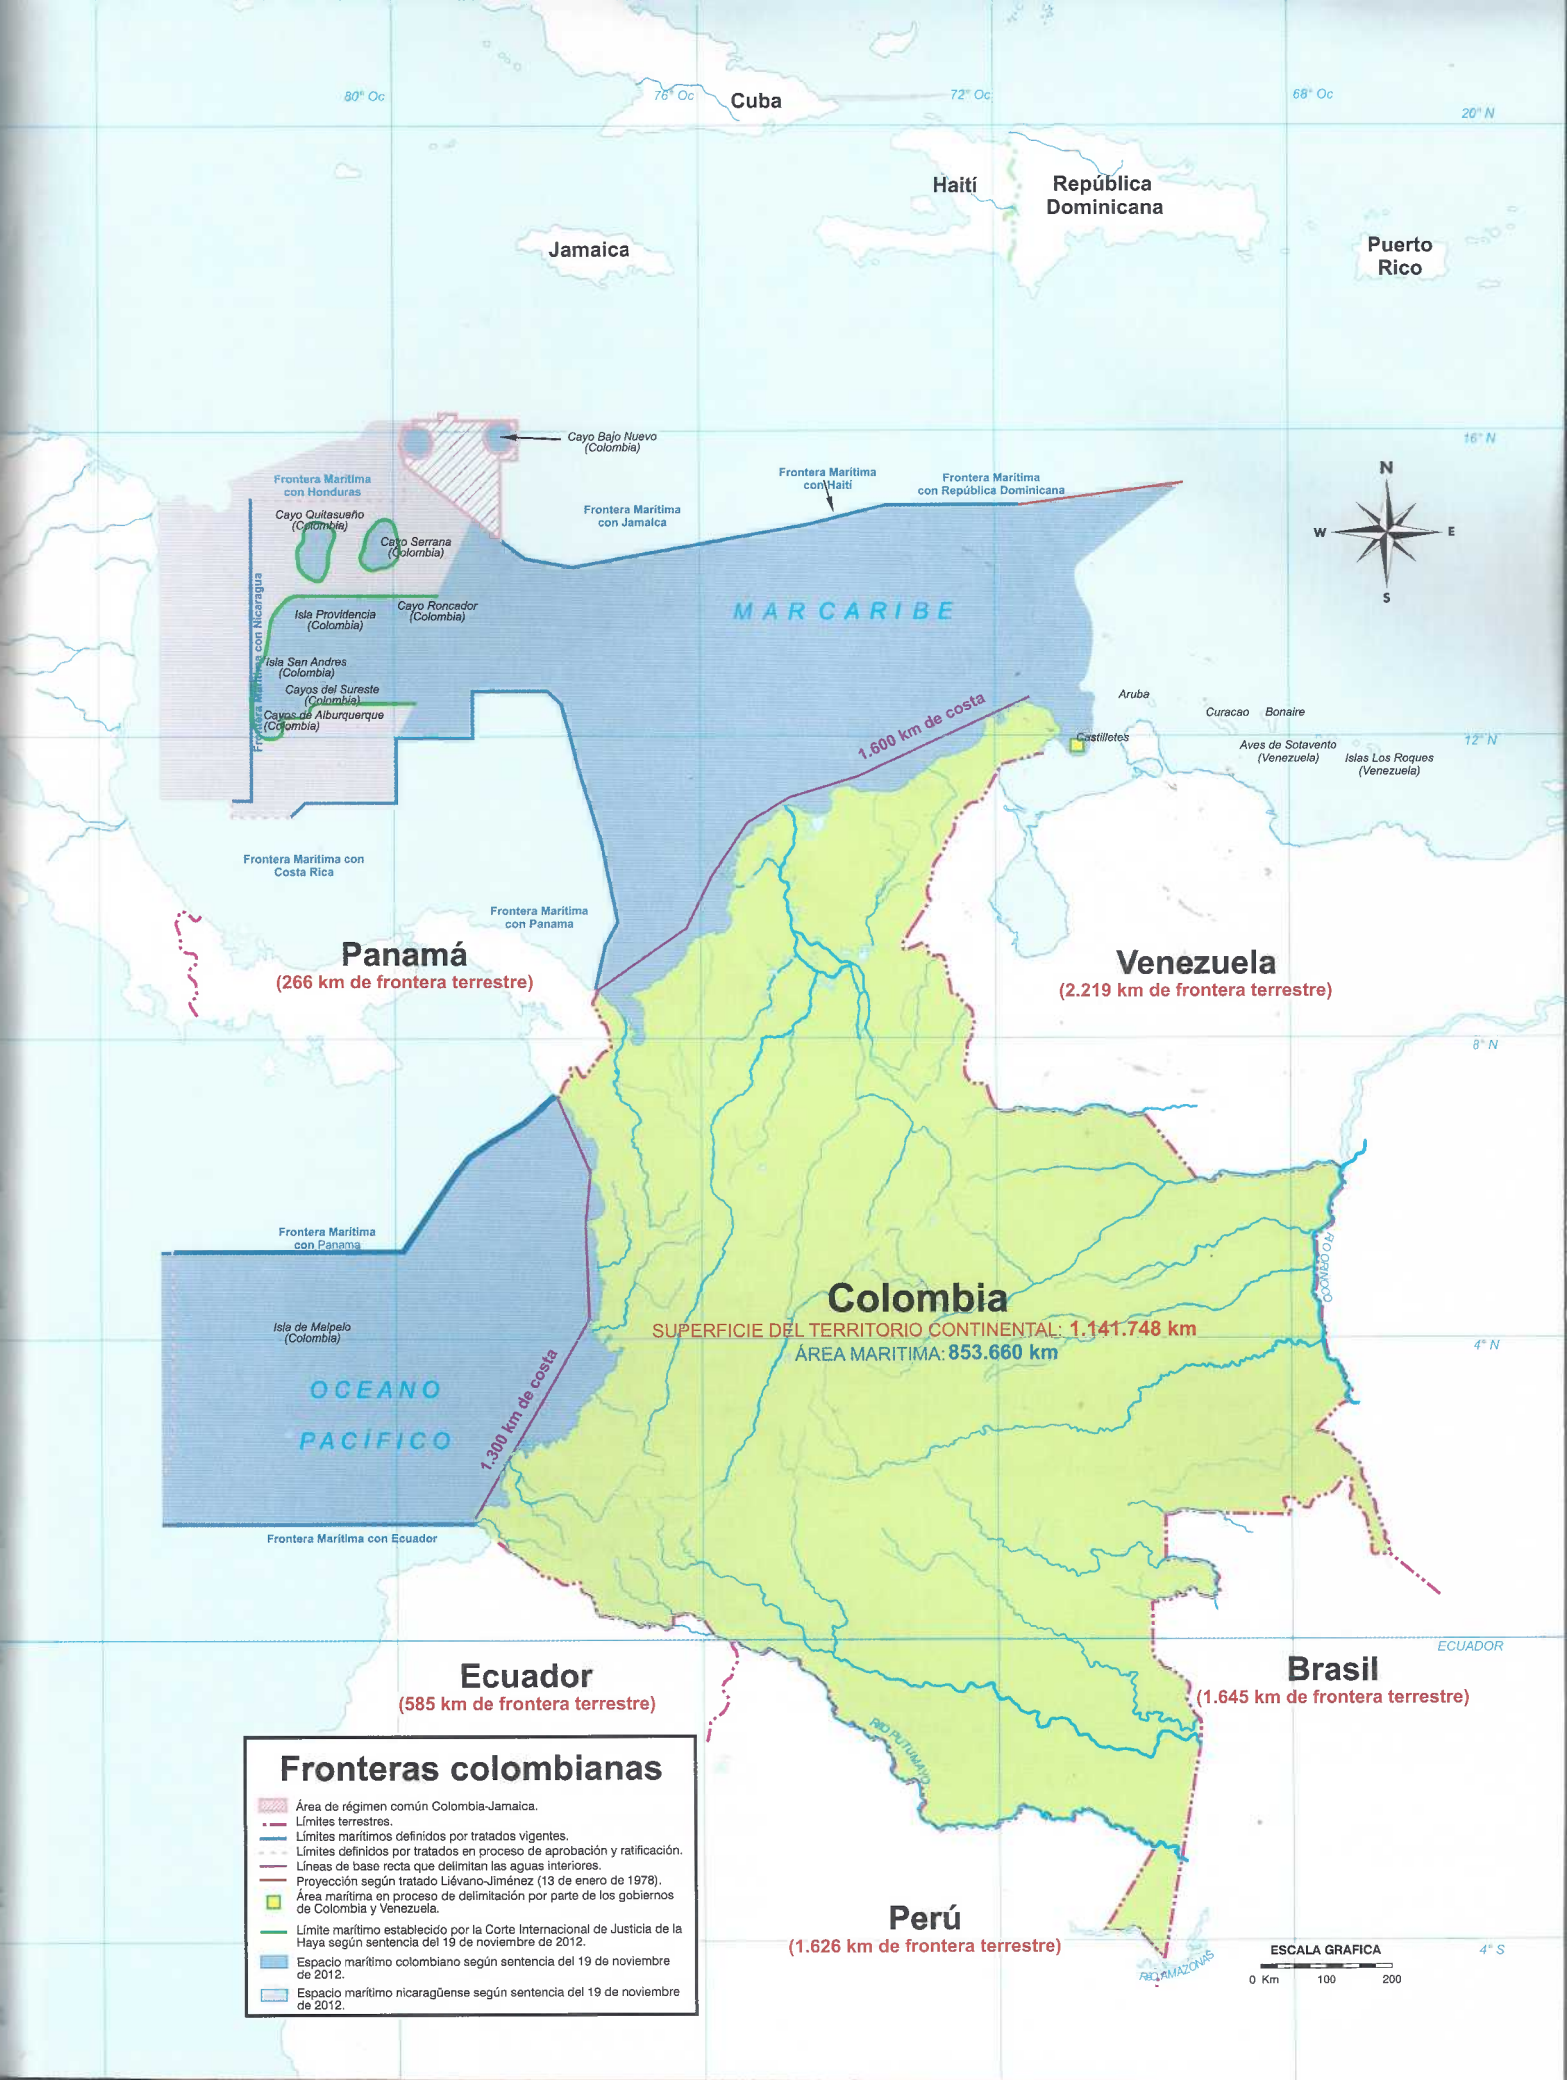 80° Oc
76° Oc
72° Oc
68° Oc
20° N
Cuba
Haití
República
Dominicana
Jamaica
Puerto
Rico
Cayo Bajo Nuevo
(Colombia)
16° N
Frontera Marítima
con Honduras
Frontera Marítima
con Haití
Frontera Marítima
con República Dominicana
Frontera Marítima
con Jamaica
N
W
E
S
Cayo Quitasueño
(Colombia)
Cayo Serrana
(Colombia)
Frontera Marítima con Nicaragua
Isla Providencia
(Colombia)
Cayo Roncador
(Colombia)
MAR CARIBE
Isla San Andres
(Colombia)
Cayos del Sureste
(Colombia)
Cayos de Alburquerque
(Colombia)
1.600 km de costa
Aruba
Curacao
Bonaire
Castilletes
Aves de Sotavento
(Venezuela)
Islas Los Roques
(Venezuela)
12° N
Frontera Maritima con
Costa Rica
Frontera Marítima
con Panama
Panamá
(266 km de frontera terrestre)
Venezuela
(2.219 km de frontera terrestre)
8° N
Frontera Marítima
con Panama
RIO ORINOCO
Colombia
SUPERFICIE DEL TERRITORIO CONTINENTAL: 1.141.748 km
ÁREA MARITIMA: 853.660 km
Isla de Malpelo
(Colombia)
4° N
OCEANO
PACÍFICO
1.300 km de costa
Frontera Marítima con Ecuador
ECUADOR
Ecuador
(585 km de frontera terrestre)
Brasil
(1.645 km de frontera terrestre)
RIO PUTUMAYO
Perú
(1.626 km de frontera terrestre)
RIO AMAZONAS
ESCALA GRAFICA
0 Km 100 200
4° S
Fronteras colombianas
Área de régimen común Colombia-Jamaica.
Límites terrestres.
Límites marítimos definidos por tratados vigentes.
Límites definidos por tratados en proceso de aprobación y ratificación.
Líneas de base recta que delimitan las aguas interiores.
Proyección según tratado Liévano-Jiménez (13 de enero de 1978).
Área marítima en proceso de delimitación por parte de los gobiernos
de Colombia y Venezuela.
Límite marítimo establecido por la Corte Internacional de Justicia de la
Haya según sentencia del 19 de noviembre de 2012.
Espacio marítimo colombiano según sentencia del 19 de noviembre
de 2012.
Espacio marítimo nicaragüense según sentencia del 19 de noviembre
de 2012.